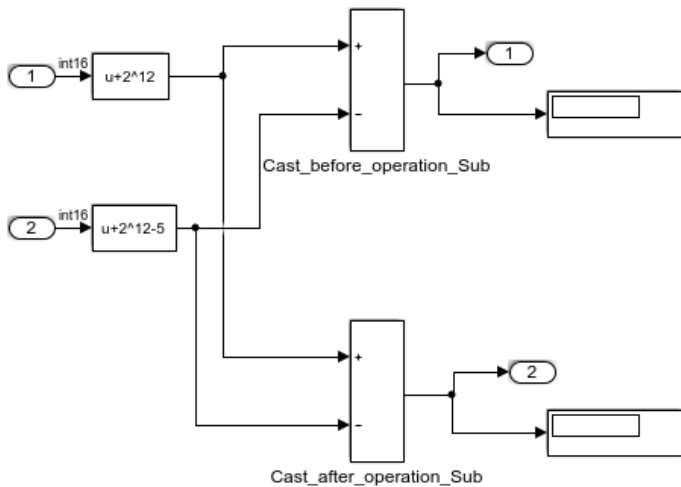 +
1
1
int16
u+2^12
−
Cast_before_operation_Sub
int16
2
u+2^12-5
+
2
−
Cast_after_operation_Sub